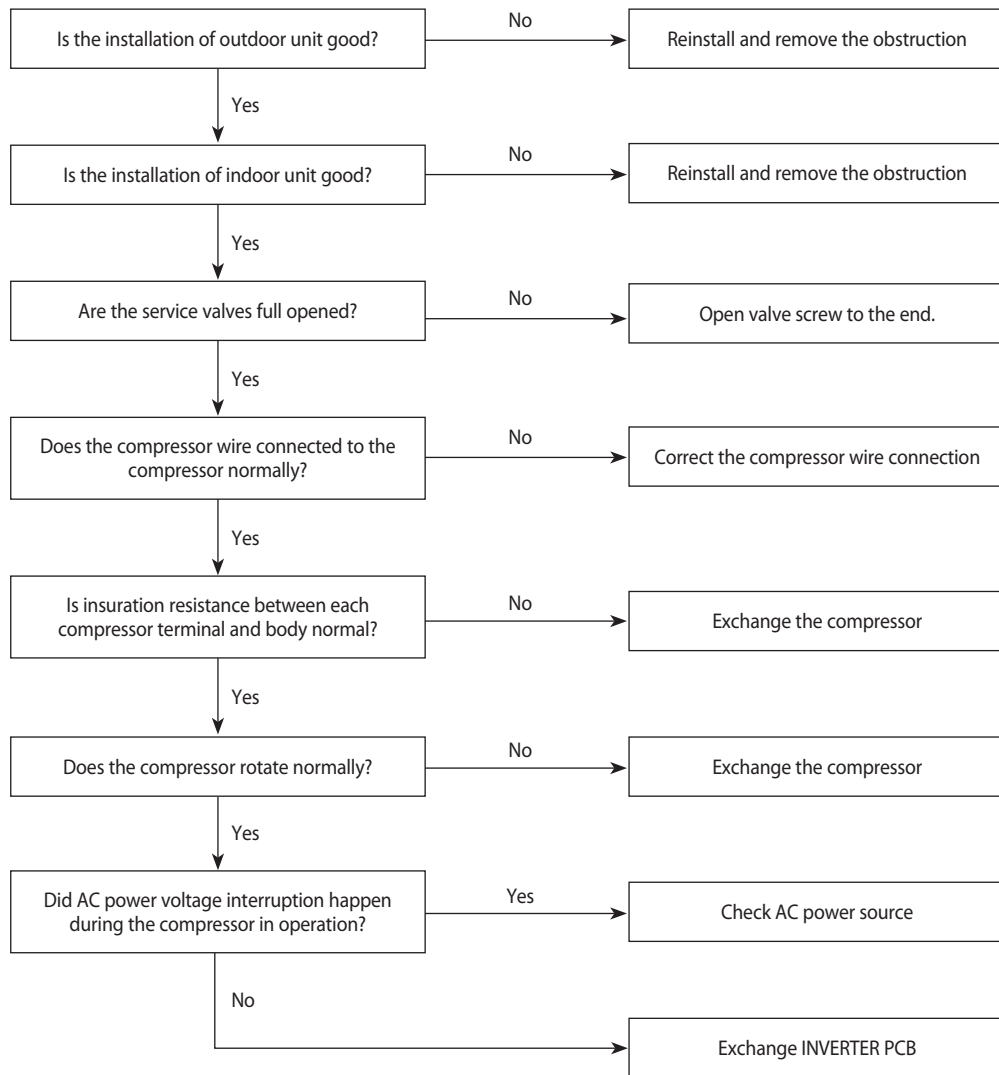 Is the installation of outdoor unit good?
No
Reinstall and remove the obstruction
Yes
Is the installation of indoor unit good?
No
Reinstall and remove the obstruction
Yes
Are the service valves full opened?
No
Open valve screw to the end.
Yes
Does the compressor wire connected to the
compressor normally?
No
Correct the compressor wire connection
Yes
Is insuration resistance between each
compressor terminal and body normal?
No
Exchange the compressor
Yes
Does the compressor rotate normally?
No
Exchange the compressor
Yes
Did AC power voltage interruption happen
during the compressor in operation?
Yes
Check AC power source
No
Exchange INVERTER PCB